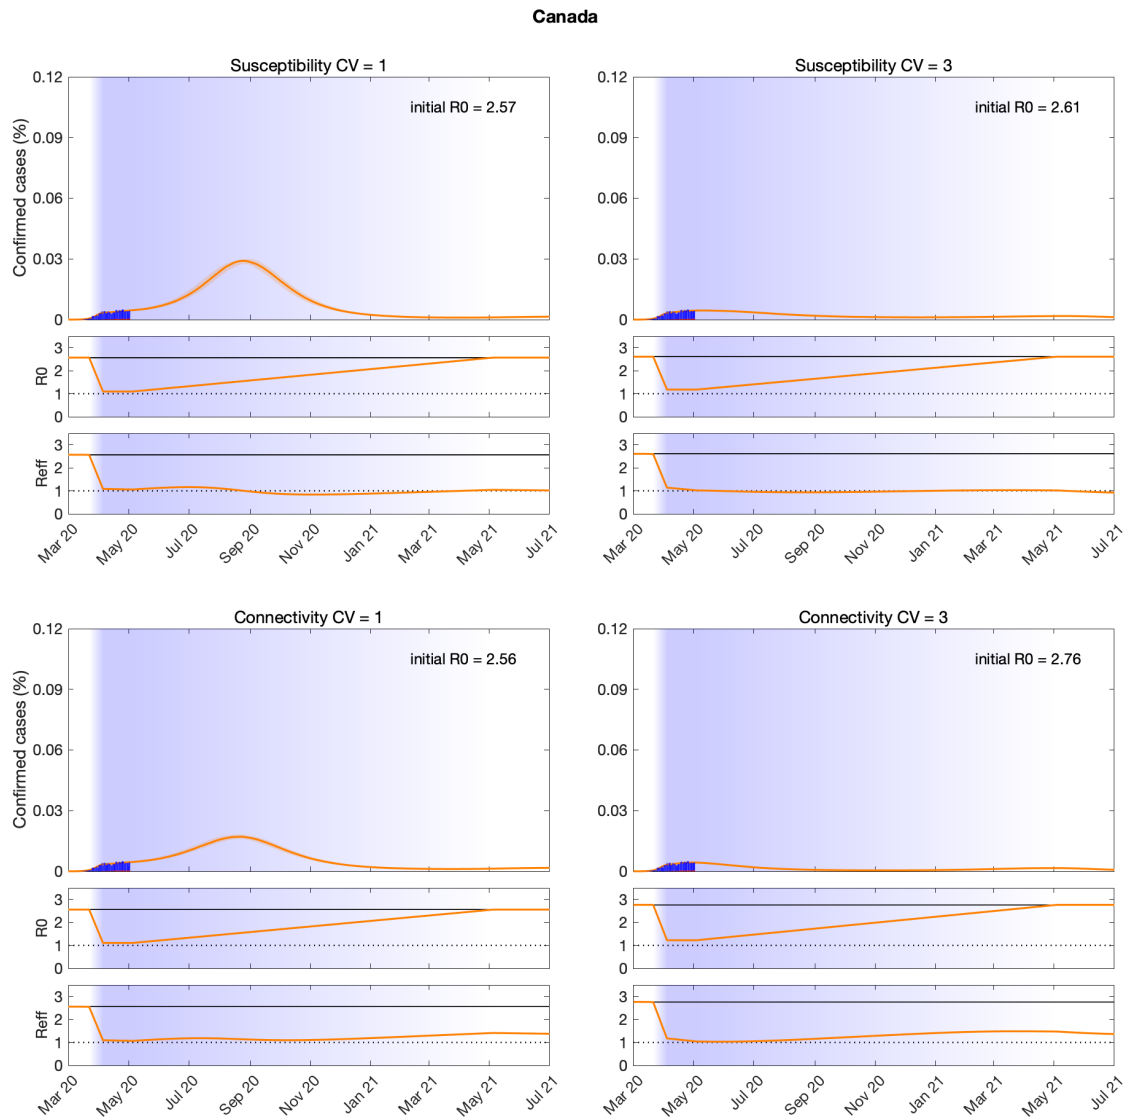 Canada
Susceptibility CV = 1
Confirmed cases (%)
0.12
0.09
0.06
0.03
0
initial R0 = 2.57
R0
3
2
1
0
Reff
3
2
1
0
Mar 20
May 20
Jul 20
Sep 20
Nov 20
Jan 21
Mar 21
May 21
Jul 21
Susceptibility CV = 3
0.12
0.09
0.06
0.03
0
initial R0 = 2.61
3
2
1
0
3
2
1
0
Mar 20
May 20
Jul 20
Sep 20
Nov 20
Jan 21
Mar 21
May 21
Jul 21
Connectivity CV = 1
Confirmed cases (%)
0.12
0.09
0.06
0.03
0
initial R0 = 2.56
R0
3
2
1
0
Reff
3
2
1
0
Mar 20
May 20
Jul 20
Sep 20
Nov 20
Jan 21
Mar 21
May 21
Jul 21
Connectivity CV = 3
0.12
0.09
0.06
0.03
0
initial R0 = 2.76
3
2
1
0
3
2
1
0
Mar 20
May 20
Jul 20
Sep 20
Nov 20
Jan 21
Mar 21
May 21
Jul 21